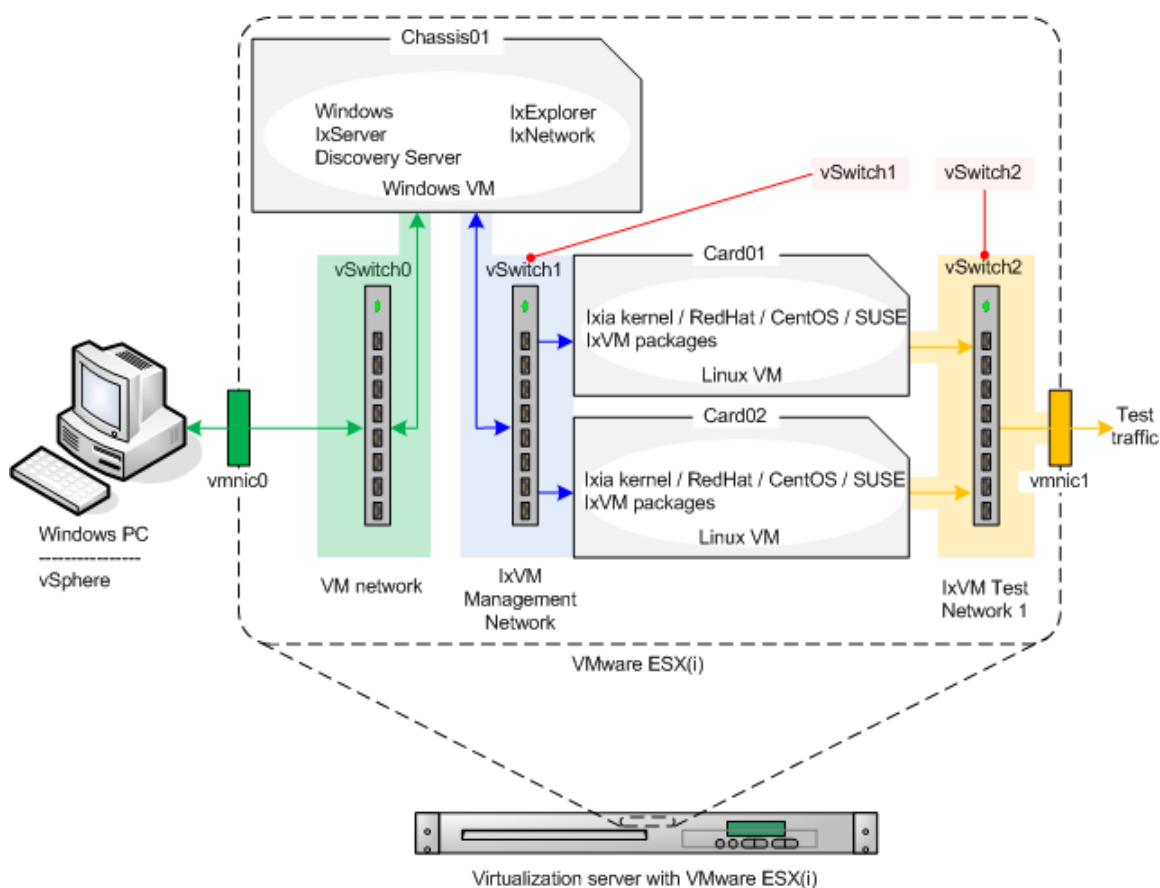 Chassis01
Windows
IxServer
Discovery Server
IxExplorer
IxNetwork
Windows VM
vSwitch1
vSwitch2
vSwitch0
vSwitch1
Card01
vSwitch2
Ixia kernel / RedHat / CentOS / SUSE
IxVM packages
Linux VM
Card02
Ixia kernel / RedHat / CentOS / SUSE
IxVM packages
Linux VM
vmnic0
vmnic1
Test
traffic
Windows PC
----------------
vSphere
VM network
IxVM
Management
Network
IxVM Test
Network 1
VMware ESX(i)
Virtualization server with VMware ESX(i)